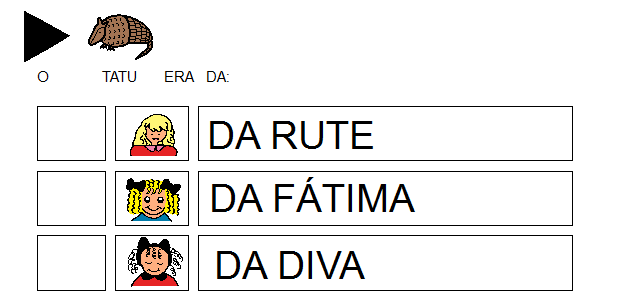 O TATU ERA DA:
DA RUTE
DA FÁTIMA
DA DIVA